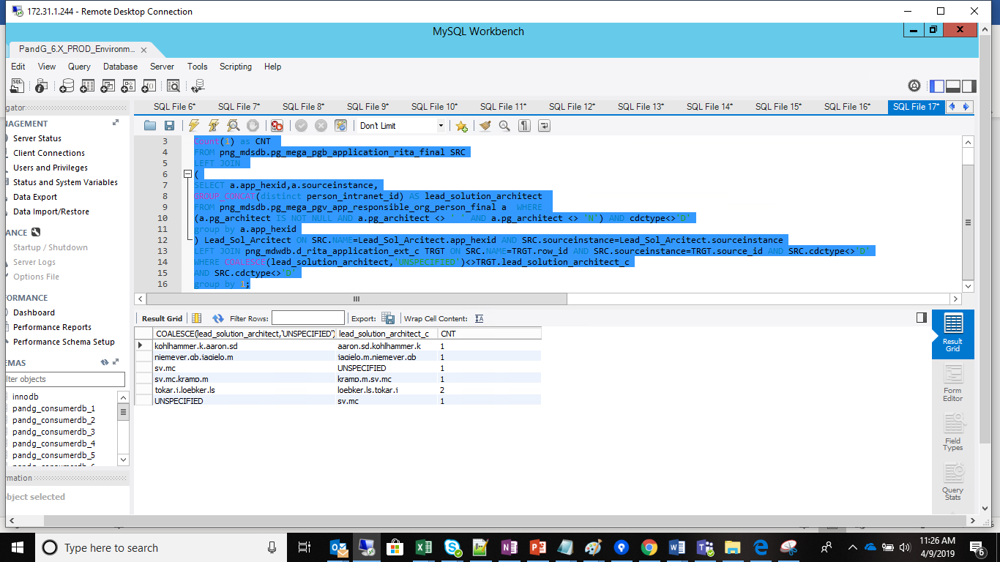 172.31.1.244 - Remote Desktop Connection
MySQL Workbench
PandG_6.X_PROD_Environm... ×
Edit View Query Database Server Tools Scripting Help
gator
NAGEMENT
Server Status
Client Connections
Users and Privileges
Status and System Variables
Data Export
Data Import/Restore
ANCE
Startup / Shutdown
Server Logs
Options File
FORMANCE
Dashboard
Performance Reports
Performance Schema Setup
EMAS
lter objects
innodb
pandg_consumerdb_1
pandg_consumerdb_2
pandg_consumerdb_3
pandg_consumerdb_4
pandg_consumerdb_5
rmation
bject selected
SQL File 6* SQL File 7* SQL File 8* SQL File 9* SQL File 10* SQL File 11* SQL File 12* SQL File 13* SQL File 14* SQL File 15* SQL File 16* SQL File 17*
Don't Limit
3 Count(1) as CNT
4 FROM png_mdsdb.pg_mega_pgb_application_rita_final SRC
5 LEFT JOIN
6 (
7 SELECT a.app_hexid,a.sourceinstance,
8 GROUP_CONCAT(distinct person_intranet_id) AS lead_solution_architect
9 FROM png_mdsdb.pg_mega_pgv_app_responsible_org_person_final a  WHERE
10 (a.pg_architect IS NOT NULL AND a.pg_architect <> ' ' AND a.pg_architect <> 'N') AND cdctype<>'D'
11 group by a.app_hexid
12 ) Lead_Sol_Arcitect ON SRC.NAME=Lead_Sol_Arcitect.app_hexid AND SRC.sourceinstance=Lead_Sol_Arcitect.sourceinstance
13 LEFT JOIN png_mdwdb.d_rita_application_ext_c TRGT ON SRC.NAME=TRGT.row_id AND SRC.sourceinstance=TRGT.source_id AND SRC.cdctype<>'D'
14 WHERE COALESCE(lead_solution_architect,'UNSPECIFIED')<>TRGT.lead_solution_architect_c
15 AND SRC.cdctype<>'D'
16 group by 1;
Result Grid Filter Rows: Export: Wrap Cell Content:
COALESCE(lead_solution_architect,'UNSPECIFIED') lead_solution_architect_c CNT
kohlhammer.k,aaron.sd aaron.sd,kohlhammer.k 1
niemeyer.gb,jagielo.m jagielo.m,niemeyer.gb 1
sv.mc UNSPECIFIED 1
sv.mc,kramp.m kramp.m,sv.mc 1
tokar.i,loebker.ls loebker.ls,tokar.i 2
UNSPECIFIED sv.mc 1
Result
Grid
Form
Editor
Field
Types
Query
Stats
Type here to search
11:26 AM
4/9/2019
6